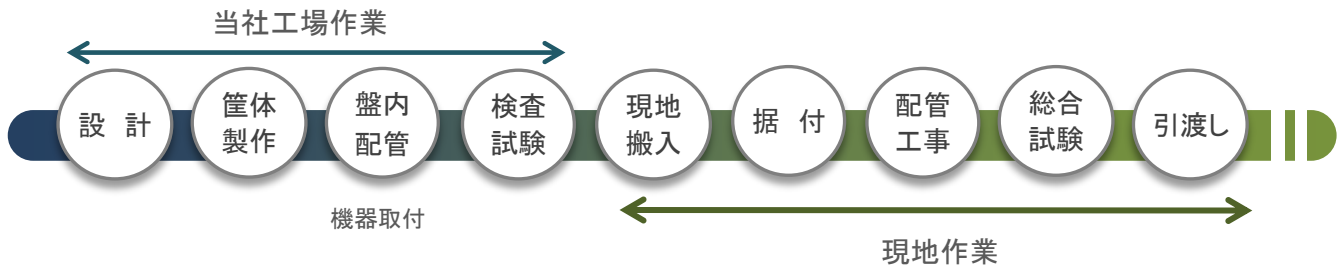 当社工場作業
設 計
筐体
製作
盤内
配管
検査
試験
現地
搬入
据 付
配管
工事
総合
試験
引渡し
機器取付
現地作業